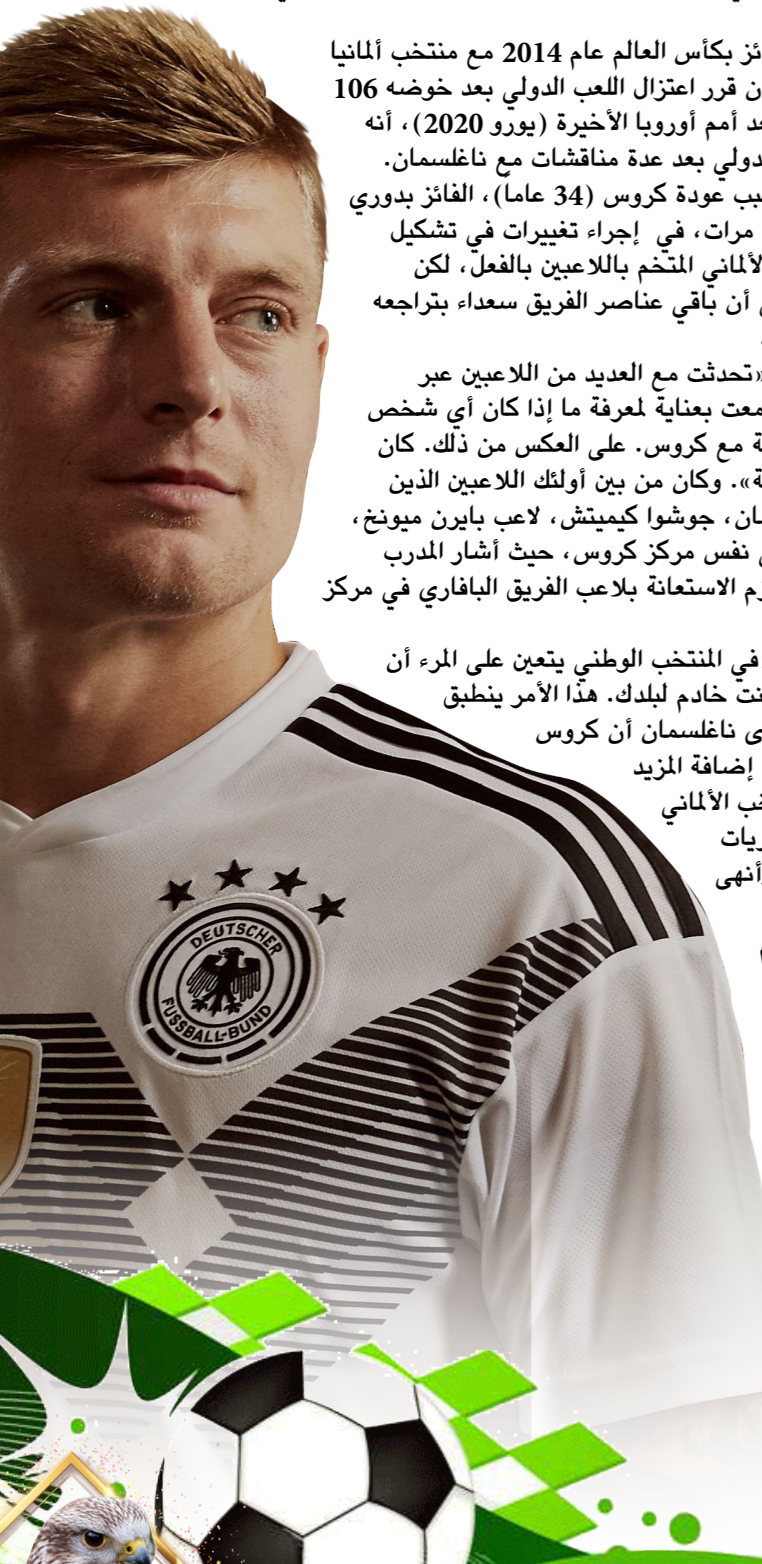 ئز بكأس العالم عام 2014 مع منتخب ألمانيا
ن قرر اعتزال اللعب الدولي بعد خوضه 106
عد أمم أوروبا الأخيرة (يورو 2020)، أنه
دولي بعد عدة مناقشات مع ناغلسمان.
بب عودة كروس (34 عاماً)، الفائز بدوري
مرات، في إجراء تغييرات في تشكيل
لألماني المتخم باللاعبين بالفعل، لكن
ى أن باقي عناصر الفريق سعداء بتراجعه
«تحدثت مع العديد من اللاعبين عبر
معت بعناية لمعرفة ما إذا كان أي شخص
ة مع كروس. على العكس من ذلك. كان
ة». وكان من بين أولئك اللاعبين الذين
ان، جوشوا كيميتش، لاعب بايرن ميونخ،
ي نفس مركز كروس، حيث أشار المدرب
زم الاستعانة بلاعب الفريق البافاري في مركز
في المنتخب الوطني يتعين على المرء أن
نت خادم لبلدك. هذا الأمر ينطبق
ى ناغلسمان أن كروس
إضافة المزيد
خب الألماني
ريات
أنهى
DEUTSCHER
FUSSBALL-BUND